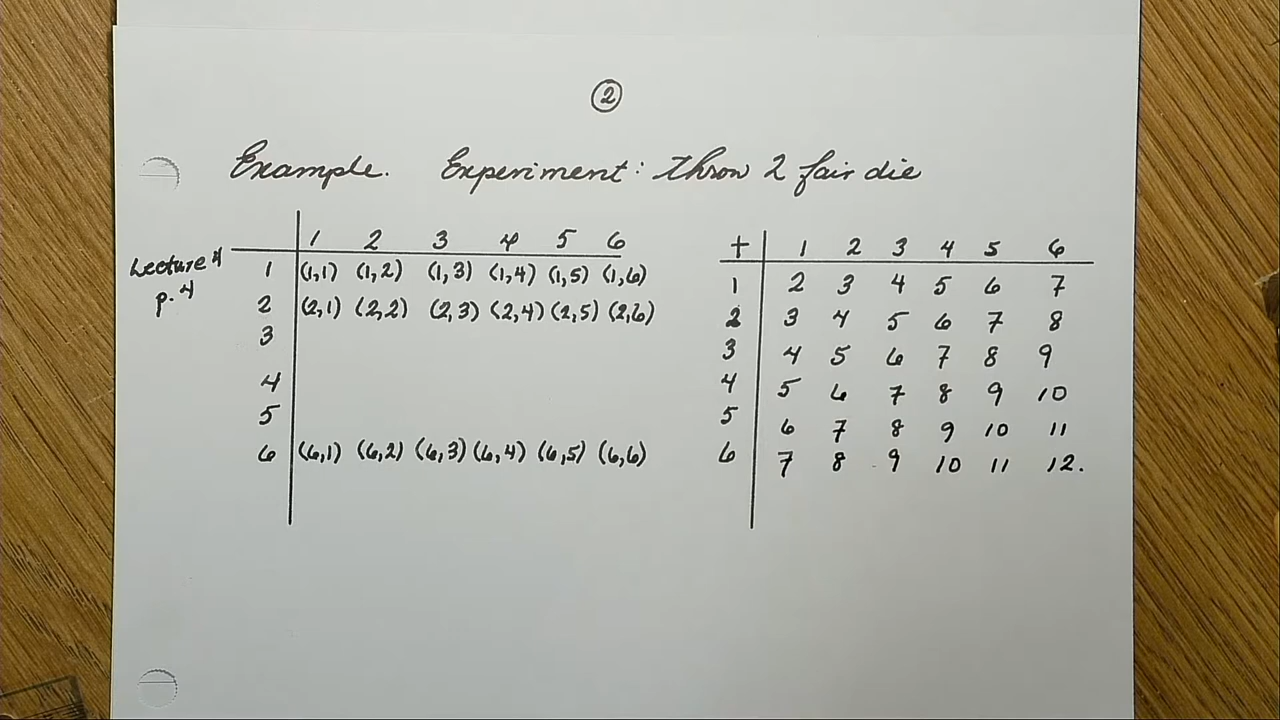 2
Example. Experiment: throw 2 fair die
Lecture 4
p. 4
1 2 3 4 5 6
1 (1,1) (1,2) (1,3) (1,4) (1,5) (1,6)
2 (2,1) (2,2) (2,3) (2,4) (2,5) (2,6)
3
4
5
6 (6,1) (6,2) (6,3) (6,4) (6,5) (6,6)
+ 1 2 3 4 5 6
1 2 3 4 5 6 7
2 3 4 5 6 7 8
3 4 5 6 7 8 9
4 5 6 7 8 9 10
5 6 7 8 9 10 11
6 7 8 9 10 11 12.